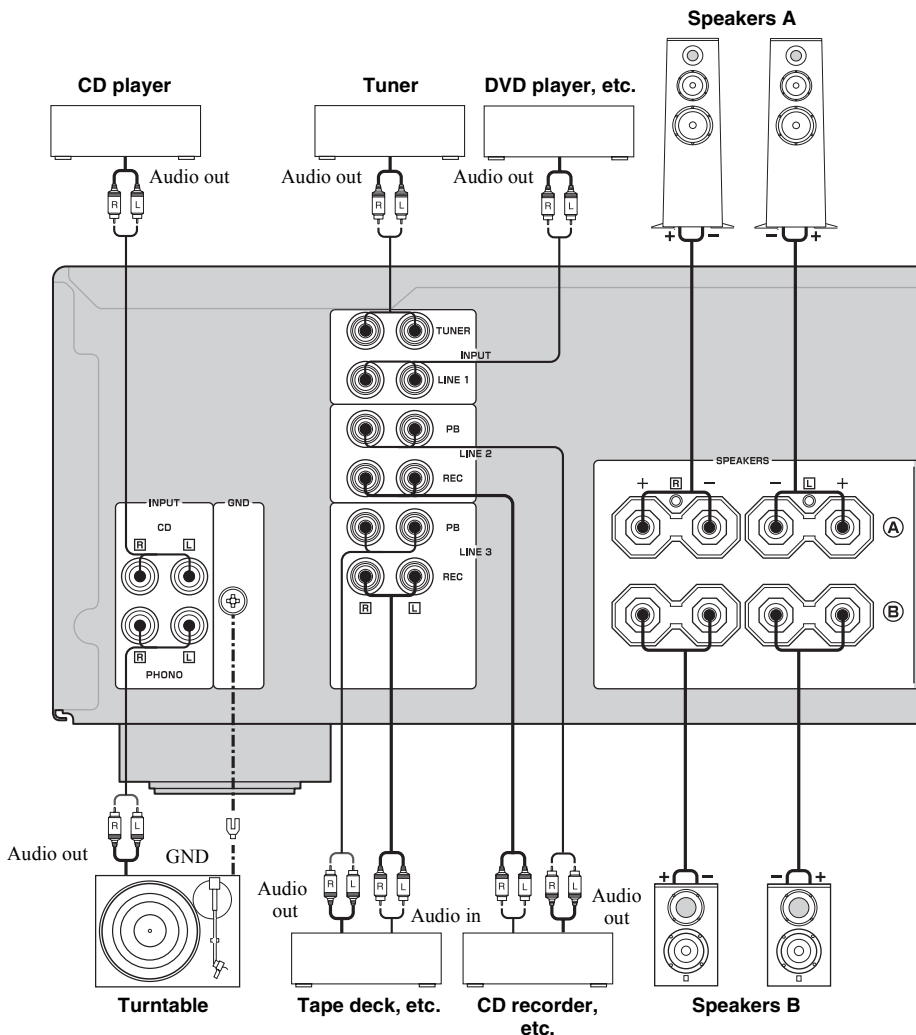 Speakers A
CD player
Tuner
DVD player, etc.
Audio out
Audio out
Audio out
R L
R L
R L
+ − − +
TUNER
INPUT
LINE 1
PB
LINE 2
REC
PB
LINE 3
REC
R L
SPEAKERS
+ R − − L +
A
B
INPUT
GND
CD
R L
R L
PHONO
Audio out
R L
GND
Audio out
R L
R L
Audio in
R L
R L
Audio out
+ − − +
Turntable
Tape deck, etc.
CD recorder,
etc.
Speakers B